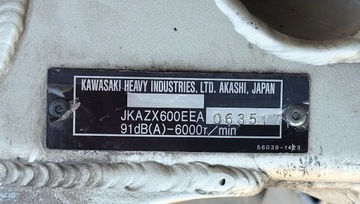 KAWASAKI HEAVY INDUSTRIES, LTD. AKASHI, JAPAN
JKAZX600EEA 063517
91dB(A)-6000r/min
56039-1423